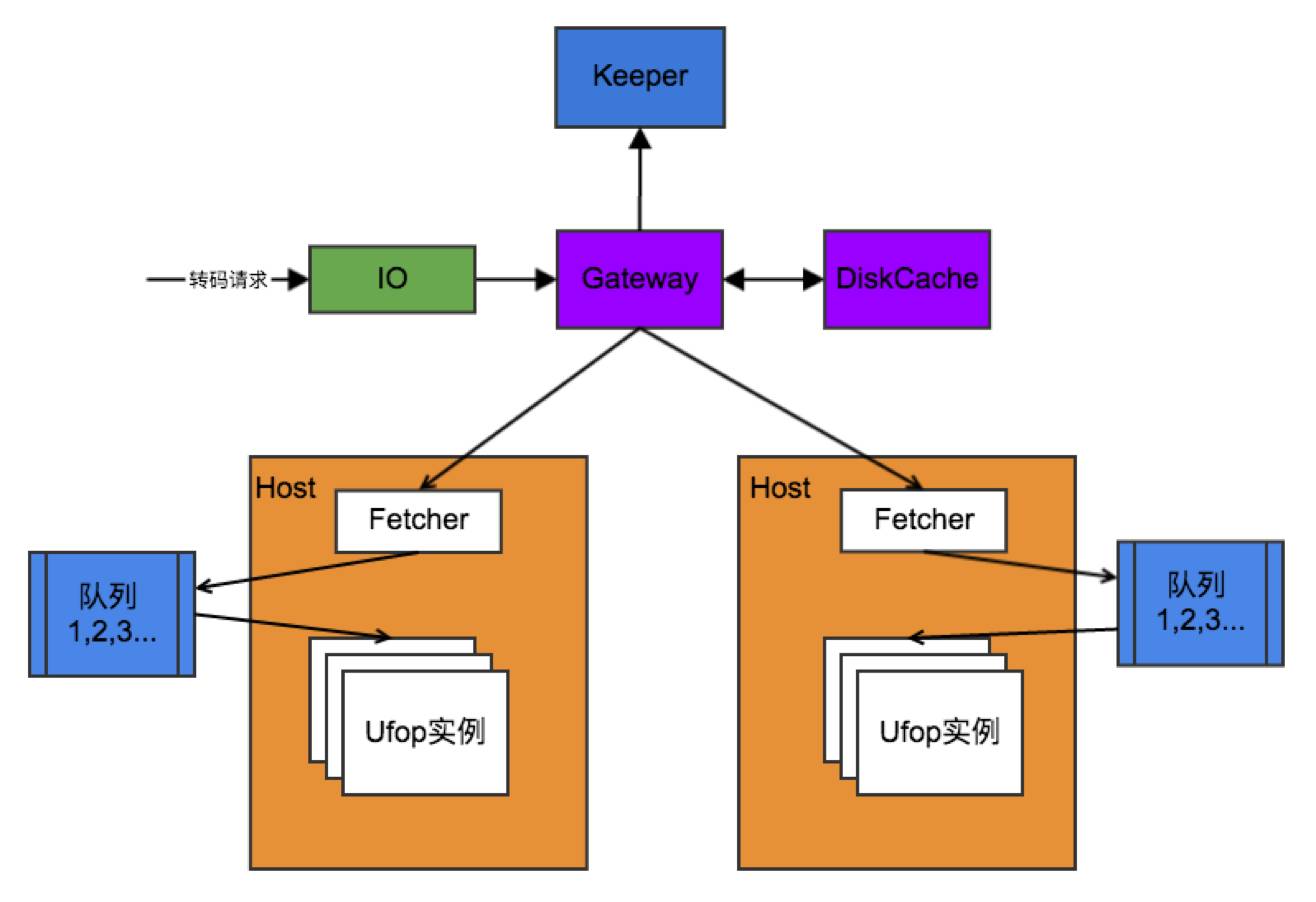 Keeper
转码请求
IO
Gateway
DiskCache
Host
Fetcher
Host
Fetcher
队列
1,2,3...
队列
1,2,3...
Ufop实例
Ufop实例